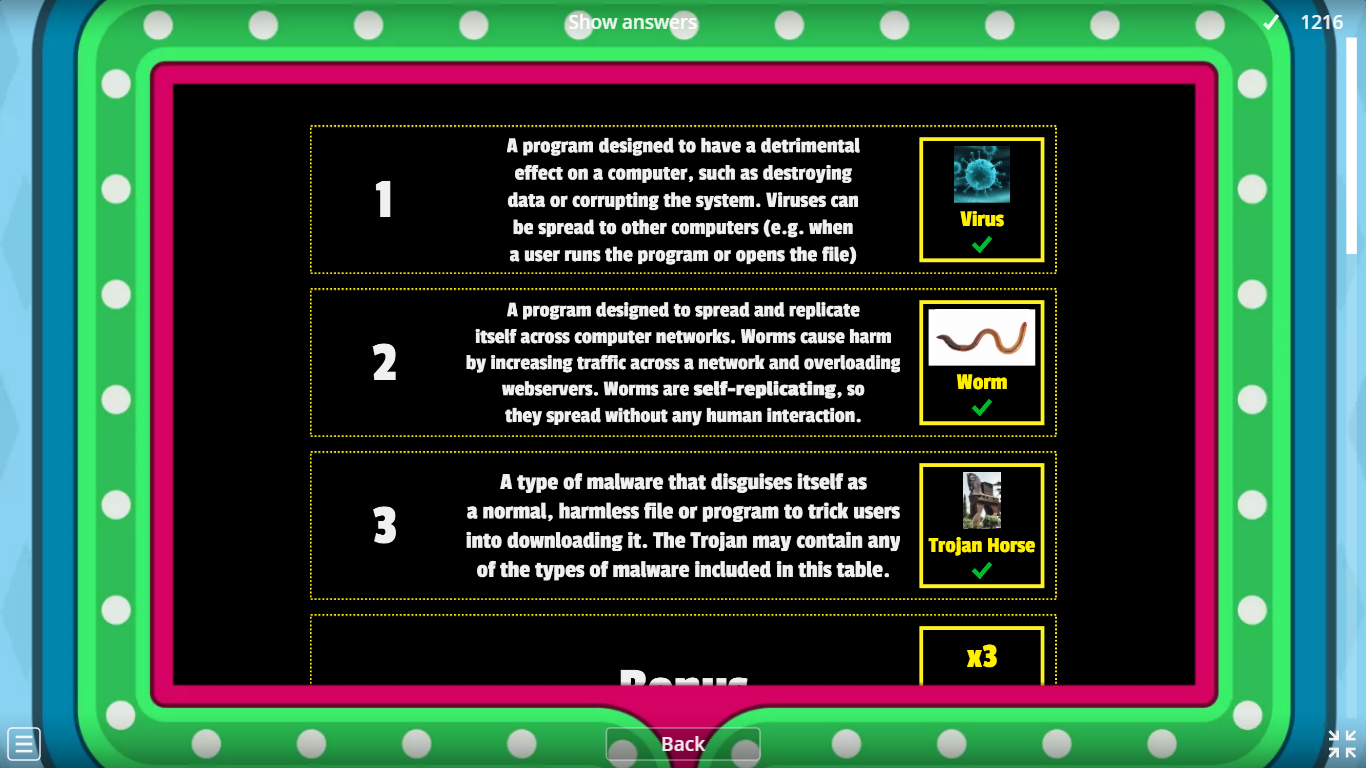 Show answers
1216
1
A program designed to have a detrimental
effect on a computer, such as destroying
data or corrupting the system. Viruses can
be spread to other computers (e.g. when
a user runs the program or opens the file)
Virus
2
A program designed to spread and replicate
itself across computer networks. Worms cause harm
by increasing traffic across a network and overloading
webservers. Worms are self-replicating, so
they spread without any human interaction.
Worm
3
A type of malware that disguises itself as
a normal, harmless file or program to trick users
into downloading it. The Trojan may contain any
of the types of malware included in this table.
Trojan Horse
Bonus
x3
Back